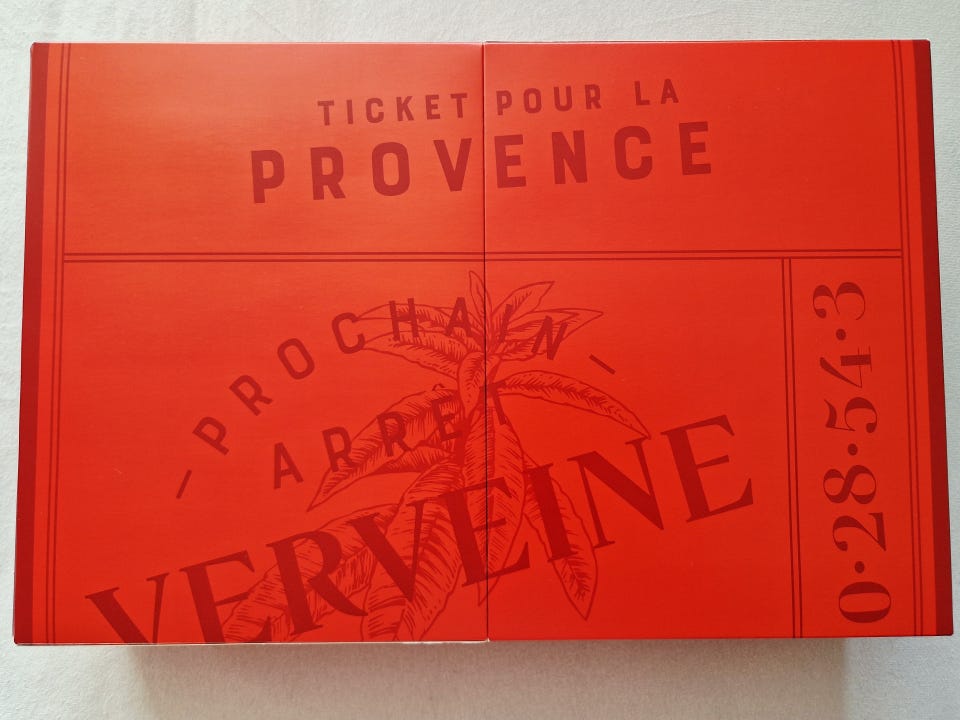 TICKET POUR LA
PROVENCE
— PROCHAIN —
ARRÊT
VERVEINE
0·28·54·3